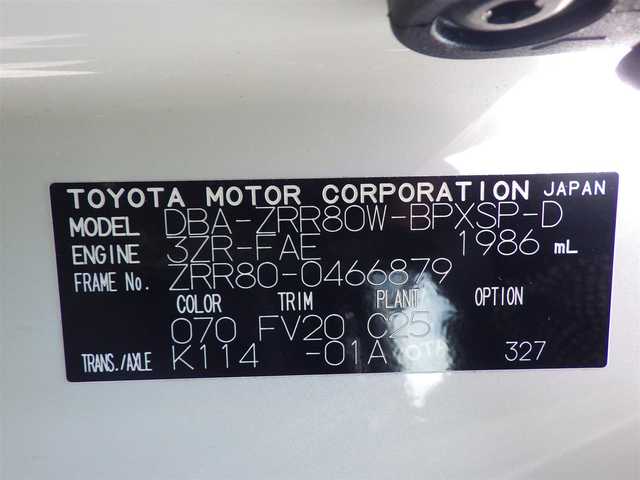 TOYOTA MOTOR CORPORATION JAPAN
MODEL DBA-ZRR80W-BPXSP-D
ENGINE 3ZR-FAE 1986 mL
FRAME No. ZRR80-0466879
COLOR TRIM PLANT/ OPTION
070 FV20 C25
TRANS./AXLE K114 -01A 327